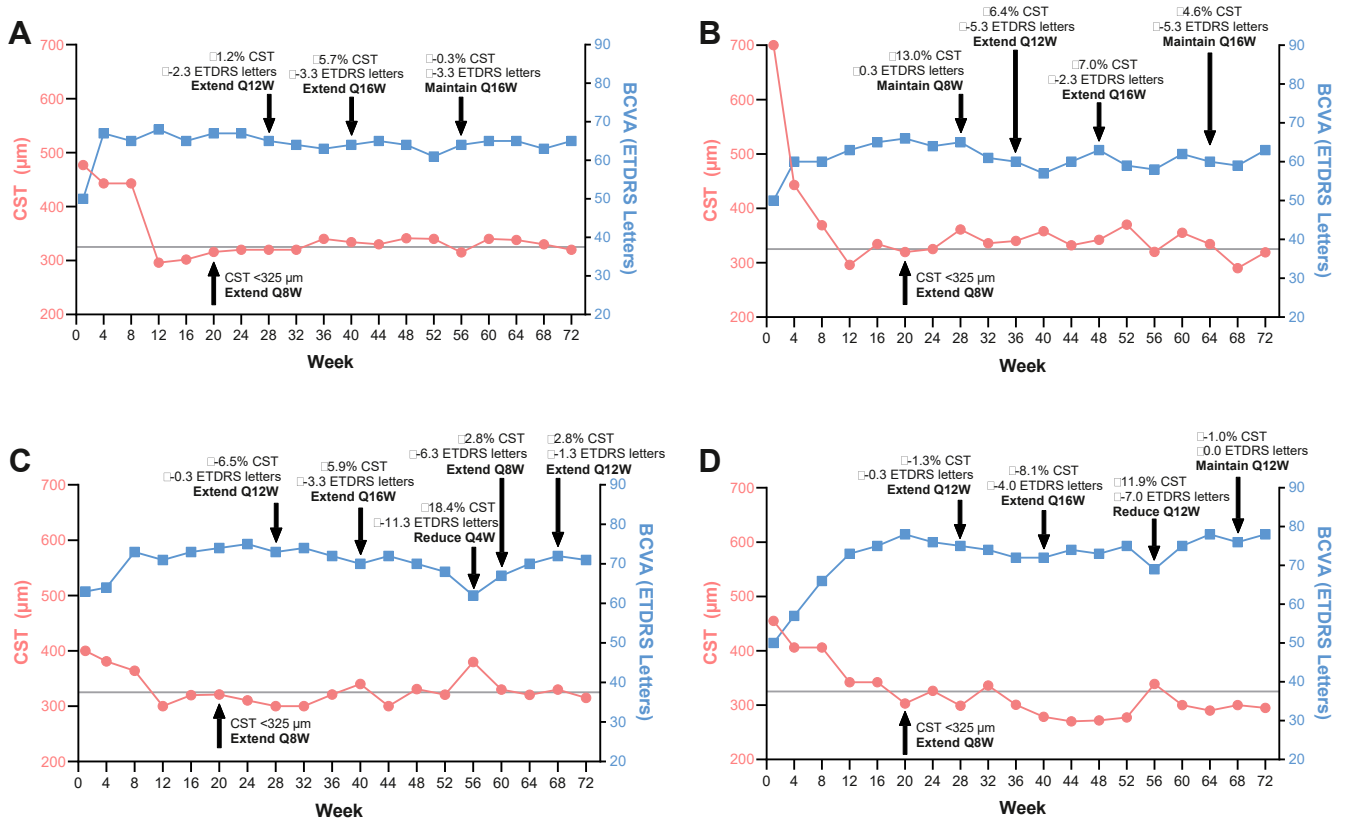 A
□1.2% CST
□-2.3 ETDRS letters
Extend Q12W
5.7% CST
□-3.3 ETDRS letters
Extend Q16W
□-0.3% CST
□-3.3 ETDRS letters
Maintain Q16W
700
600
500
400
300
200
CST (µm)
90
80
70
60
50
40
30
20
BCVA (ETDRS Letters)
CST <325 µm
Extend Q8W
0 4 8 12 16 20 24 28 32 36 40 44 48 52 56 60 64 68 72
Week
B
□13.0% CST
□0.3 ETDRS letters
Maintain Q8W
□6.4% CST
□-5.3 ETDRS letters
Extend Q12W
□7.0% CST
□-2.3 ETDRS letters
Extend Q16W
□4.6% CST
□-5.3 ETDRS letters
Maintain Q16W
700
600
500
400
300
200
CST (µm)
90
80
70
60
50
40
30
20
BCVA (ETDRS Letters)
CST <325 µm
Extend Q8W
0 4 8 12 16 20 24 28 32 36 40 44 48 52 56 60 64 68 72
Week
C
□-6.5% CST
□-0.3 ETDRS letters
Extend Q12W
□5.9% CST
□-3.3 ETDRS letters
Extend Q16W
□18.4% CST
□-11.3 ETDRS letters
Reduce Q4W
□2.8% CST
□-6.3 ETDRS letters
Extend Q8W
□2.8% CST
□-1.3 ETDRS letters
Extend Q12W
700
600
500
400
300
200
CST (µm)
90
80
70
60
50
40
30
20
BCVA (ETDRS Letters)
CST <325 µm
Extend Q8W
0 4 8 12 16 20 24 28 32 36 40 44 48 52 56 60 64 68 72
Week
D
□-1.3% CST
□-0.3 ETDRS letters
Extend Q12W
□-8.1% CST
□-4.0 ETDRS letters
Extend Q16W
□11.9% CST
□-7.0 ETDRS letters
Reduce Q12W
□-1.0% CST
□0.0 ETDRS letters
Maintain Q12W
700
600
500
400
300
200
CST (µm)
90
80
70
60
50
40
30
20
BCVA (ETDRS Letters)
CST <325 µm
Extend Q8W
0 4 8 12 16 20 24 28 32 36 40 44 48 52 56 60 64 68 72
Week